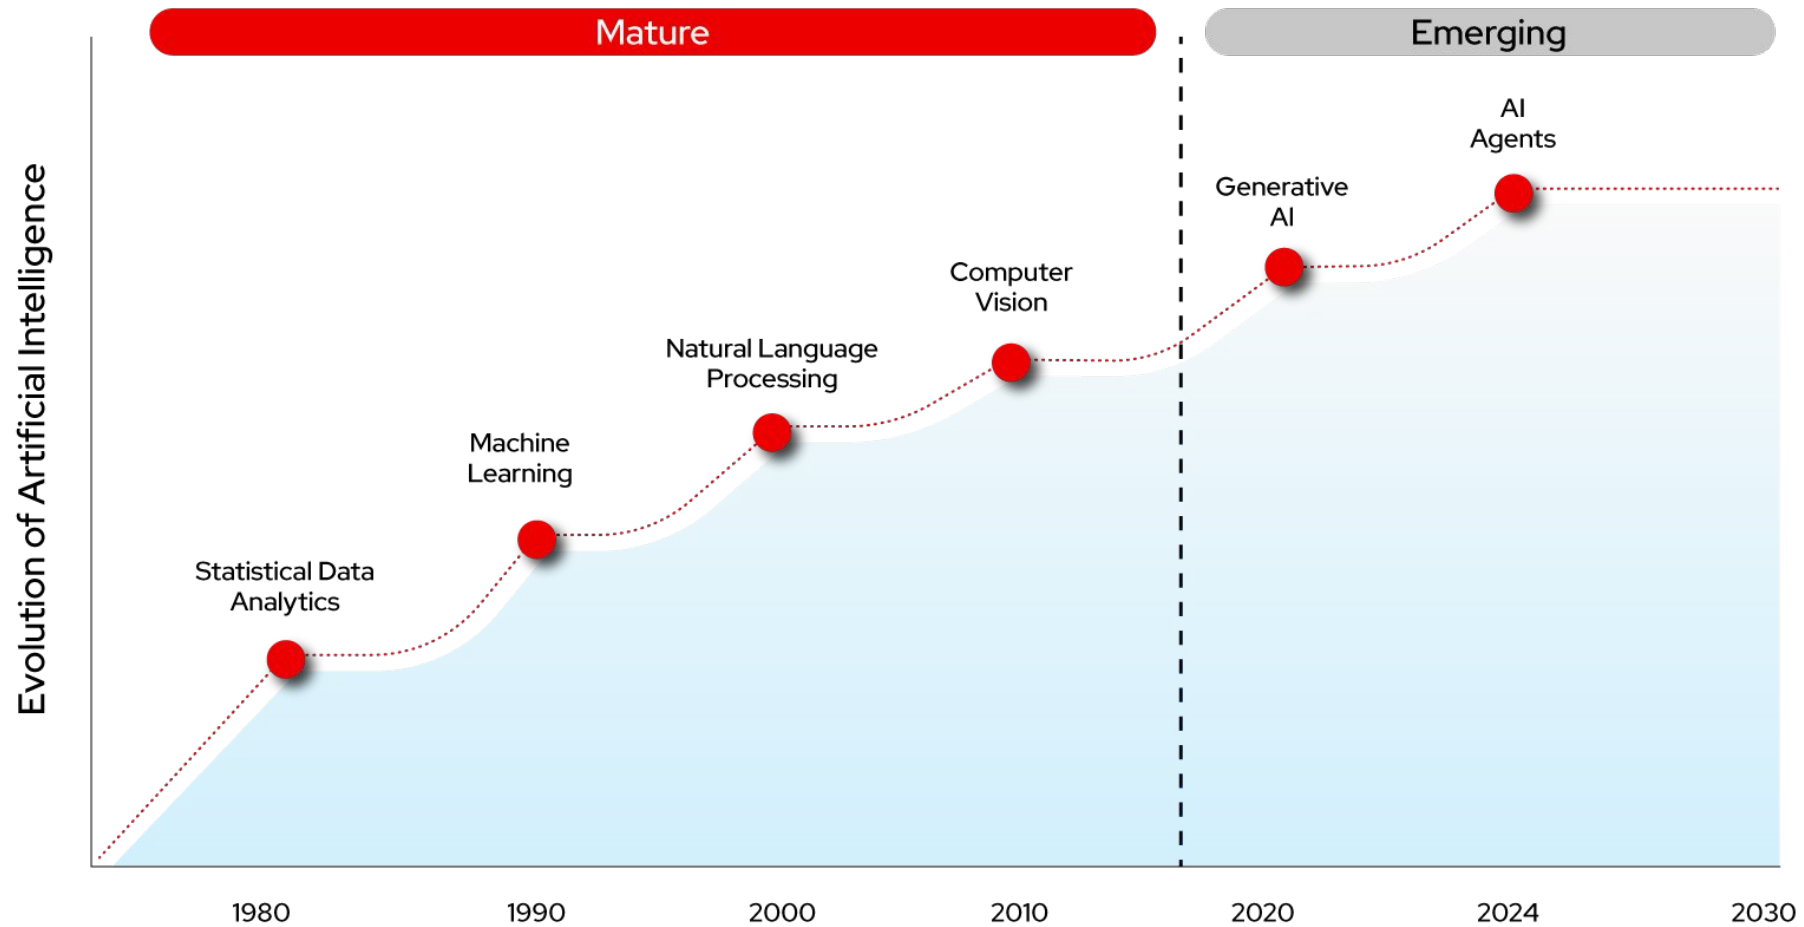 Mature
Emerging
Evolution of Artificial Intelligence
AI
Agents
Generative
AI
Computer
Vision
Natural Language
Processing
Machine
Learning
Statistical Data
Analytics
1980
1990
2000
2010
2020
2024
2030